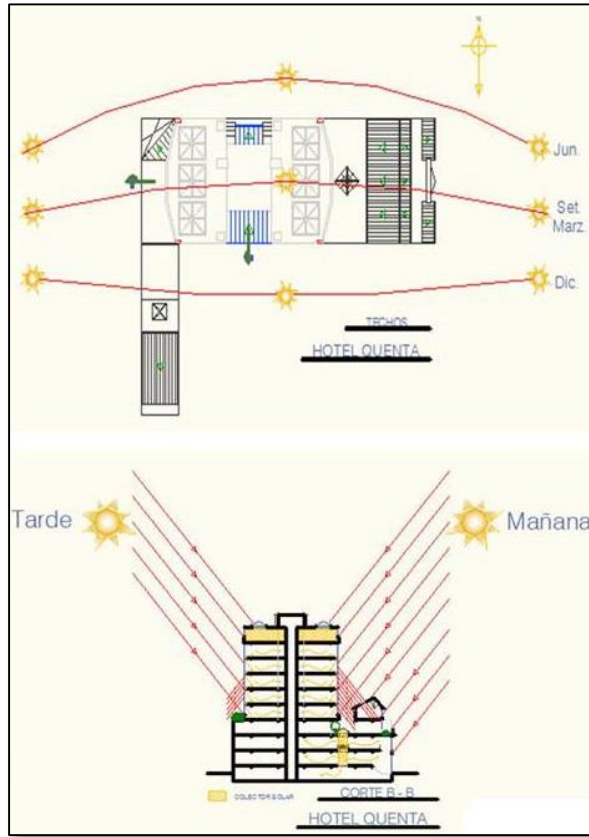 N
Jun.
Set.
Marz.
Dic.
TECHOS
HOTEL QUENTA
Tarde
Mañana
COLECTOR SOLAR
CORTE B - B
HOTEL QUENTA